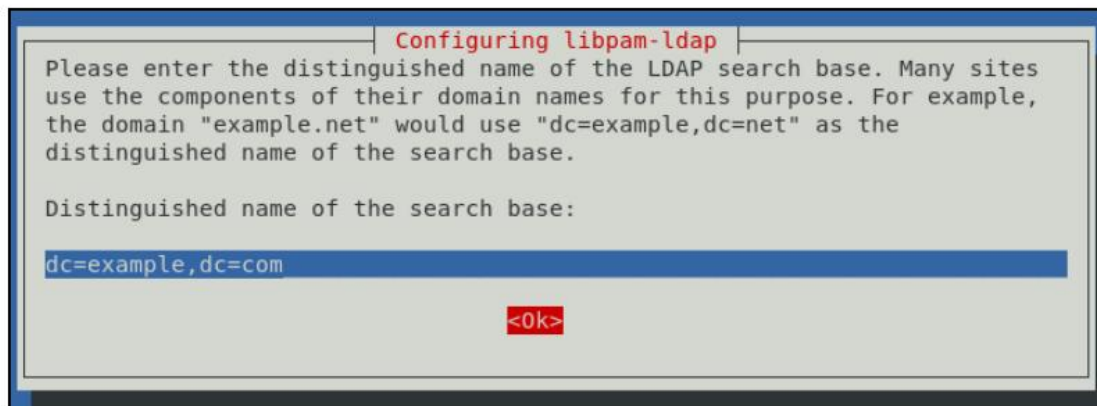 Configuring libpam-ldap
Please enter the distinguished name of the LDAP search base. Many sites
use the components of their domain names for this purpose. For example,
the domain "example.net" would use "dc=example,dc=net" as the
distinguished name of the search base.
Distinguished name of the search base:
dc=example,dc=com
<Ok>